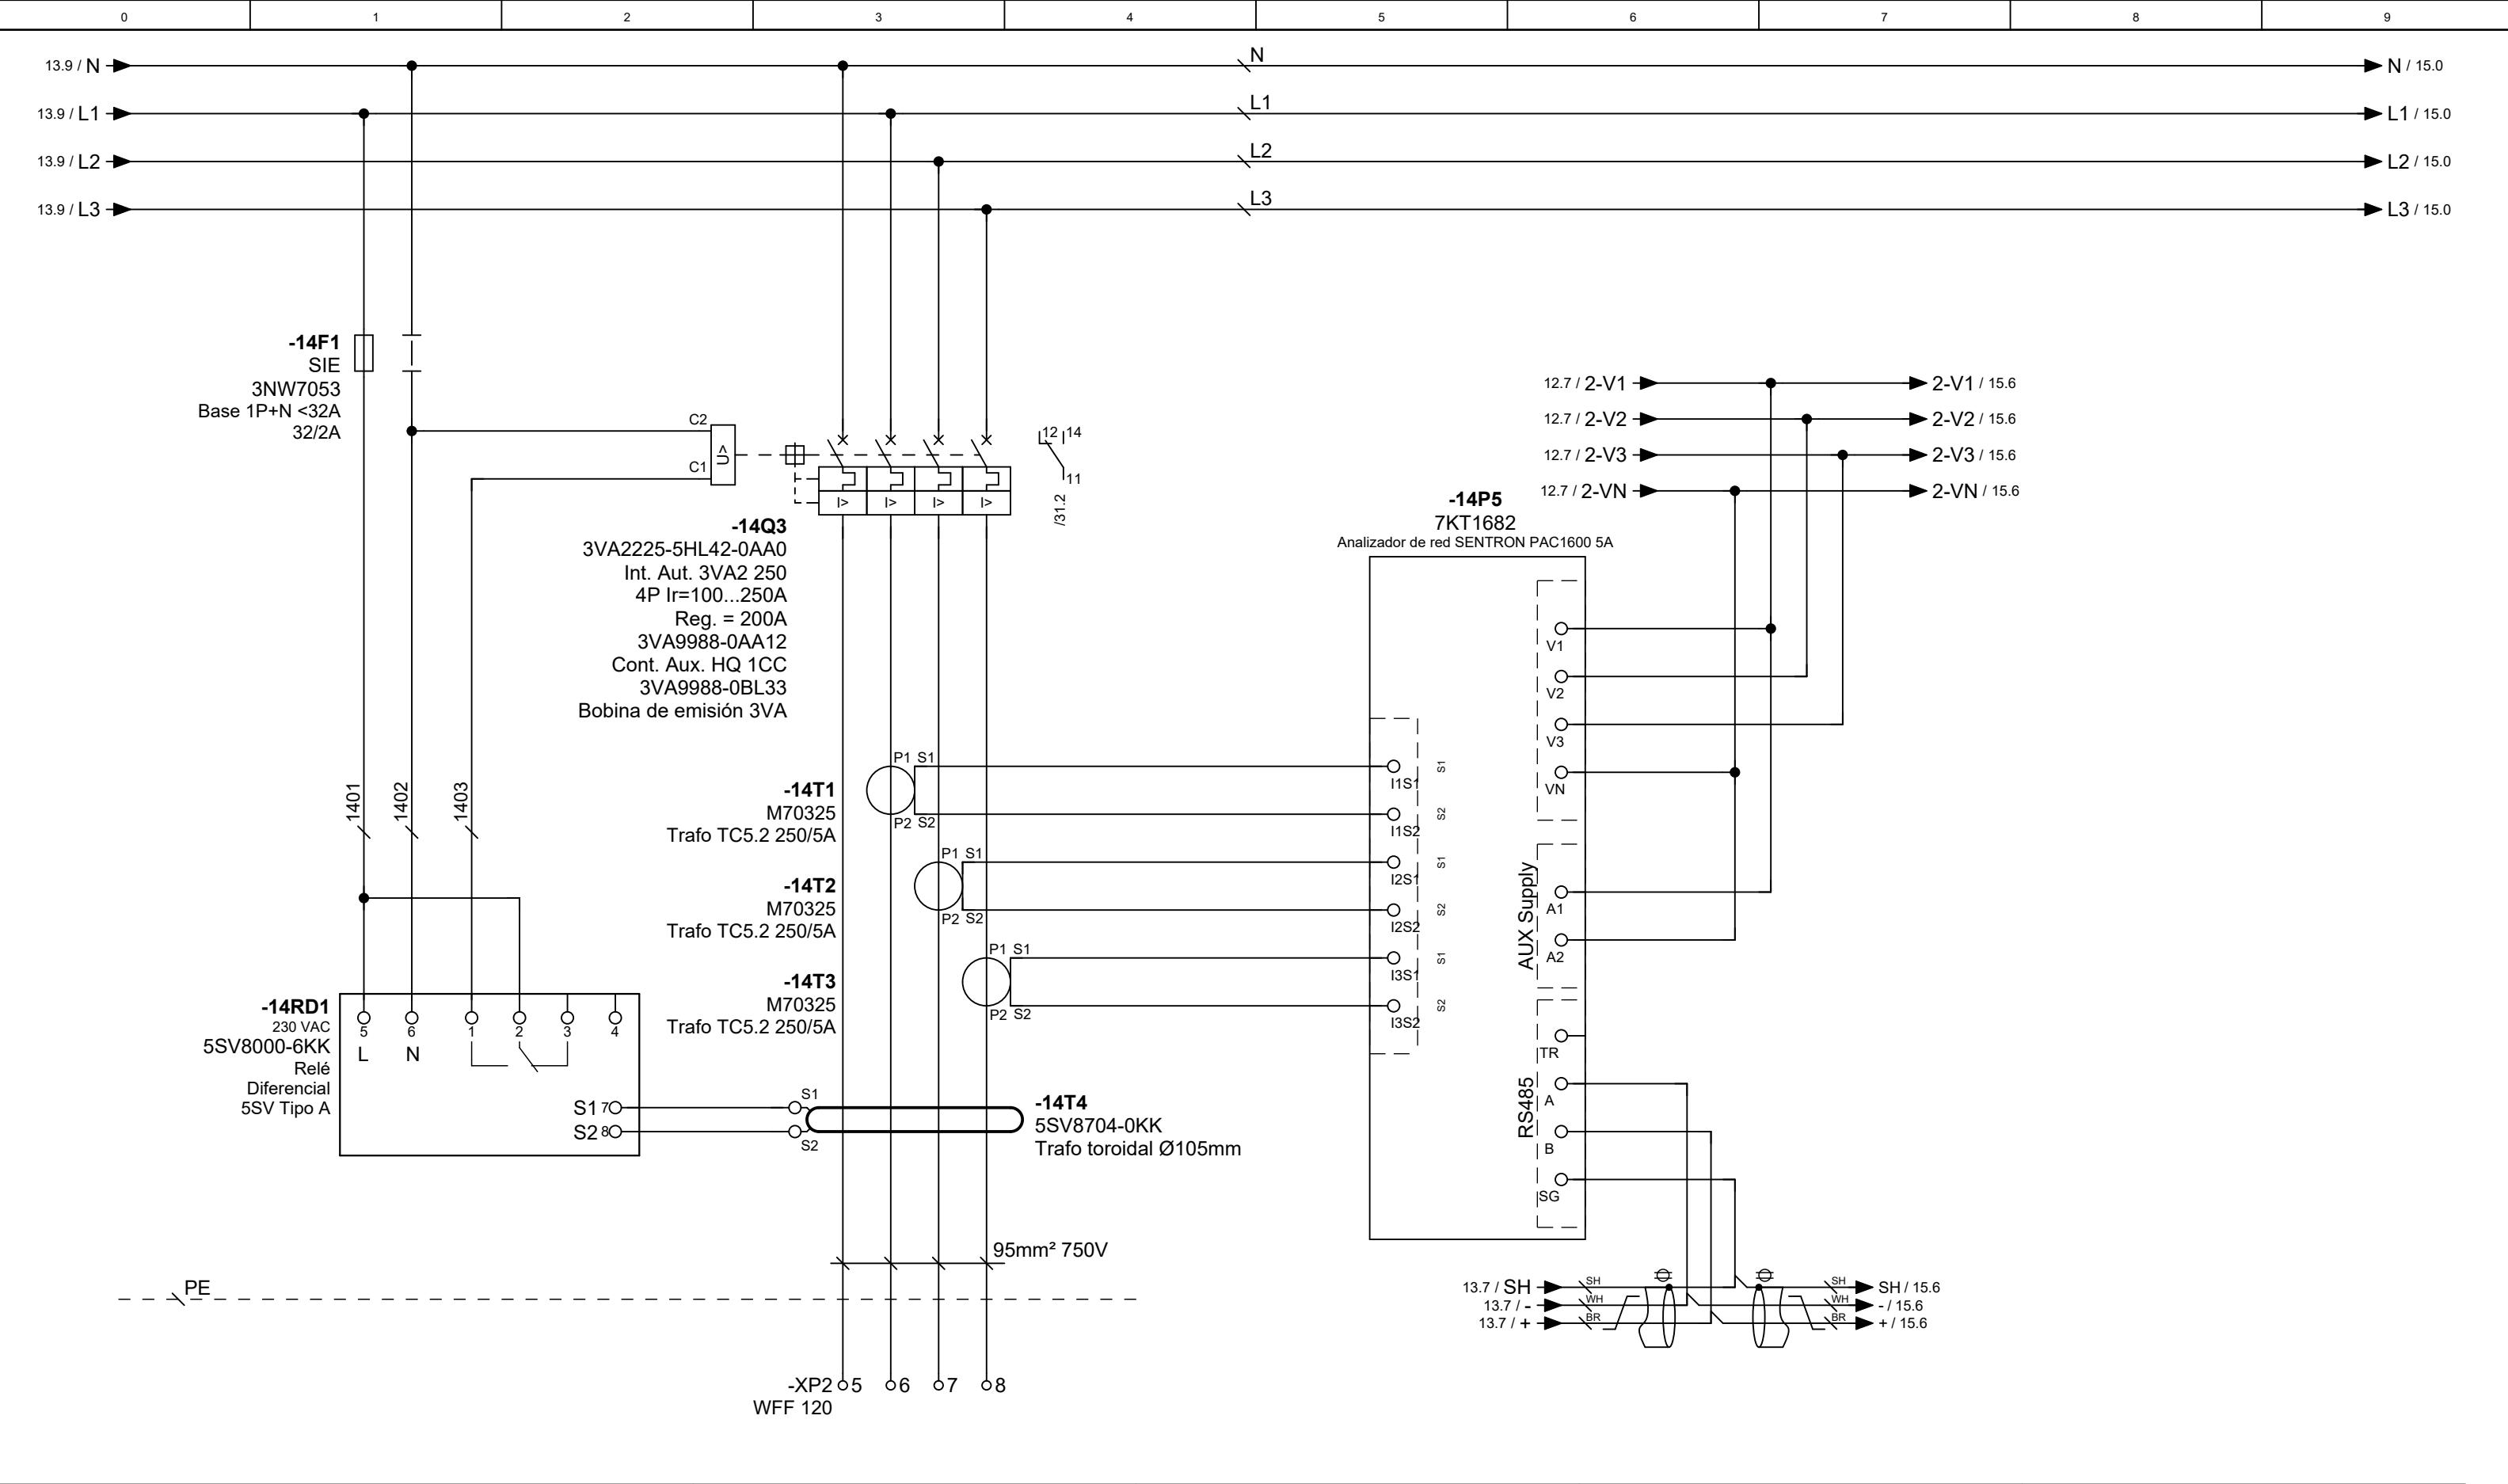 0 1 2 3 4 5 6 7 8 9
13.9 / N
N
N / 15.0
13.9 / L1
L1
L1 / 15.0
13.9 / L2
L2
L2 / 15.0
13.9 / L3
L3
L3 / 15.0
-14F1
SIE
3NW7053
Base 1P+N <32A
32/2A
C2
C1
U>
12 14
11
/31.2
I> I> I> I>
-14Q3
3VA2225-5HL42-0AA0
Int. Aut. 3VA2 250
4P Ir=100...250A
Reg. = 200A
3VA9988-0AA12
Cont. Aux. HQ 1CC
3VA9988-0BL33
Bobina de emisión 3VA
12.7 / 2-V1
2-V1 / 15.6
12.7 / 2-V2
2-V2 / 15.6
12.7 / 2-V3
2-V3 / 15.6
12.7 / 2-VN
2-VN / 15.6
-14P5
7KT1682
Analizador de red SENTRON PAC1600 5A
V1
V2
V3
VN
AUX Supply
A1
A2
RS485
TR
A
B
SG
I1S1 S1
I1S2 S2
I2S1 S1
I2S2 S2
I3S1 S1
I3S2 S2
1401
1402
1403
P1 S1
P2 S2
-14T1
M70325
Trafo TC5.2 250/5A
P1 S1
P2 S2
-14T2
M70325
Trafo TC5.2 250/5A
P1 S1
P2 S2
-14T3
M70325
Trafo TC5.2 250/5A
-14RD1
230 VAC
5SV8000-6KK
Relé
Diferencial
5SV Tipo A
5 6 1 2 3 4
L N
S1 7
S2 8
S1
S2
-14T4
5SV8704-0KK
Trafo toroidal Ø105mm
95mm² 750V
PE
13.7 / SH
SH
SH
SH / 15.6
13.7 / -
WH
WH
- / 15.6
13.7 / +
BR
BR
+ / 15.6
-XP2 5 6 7 8
WFF 120